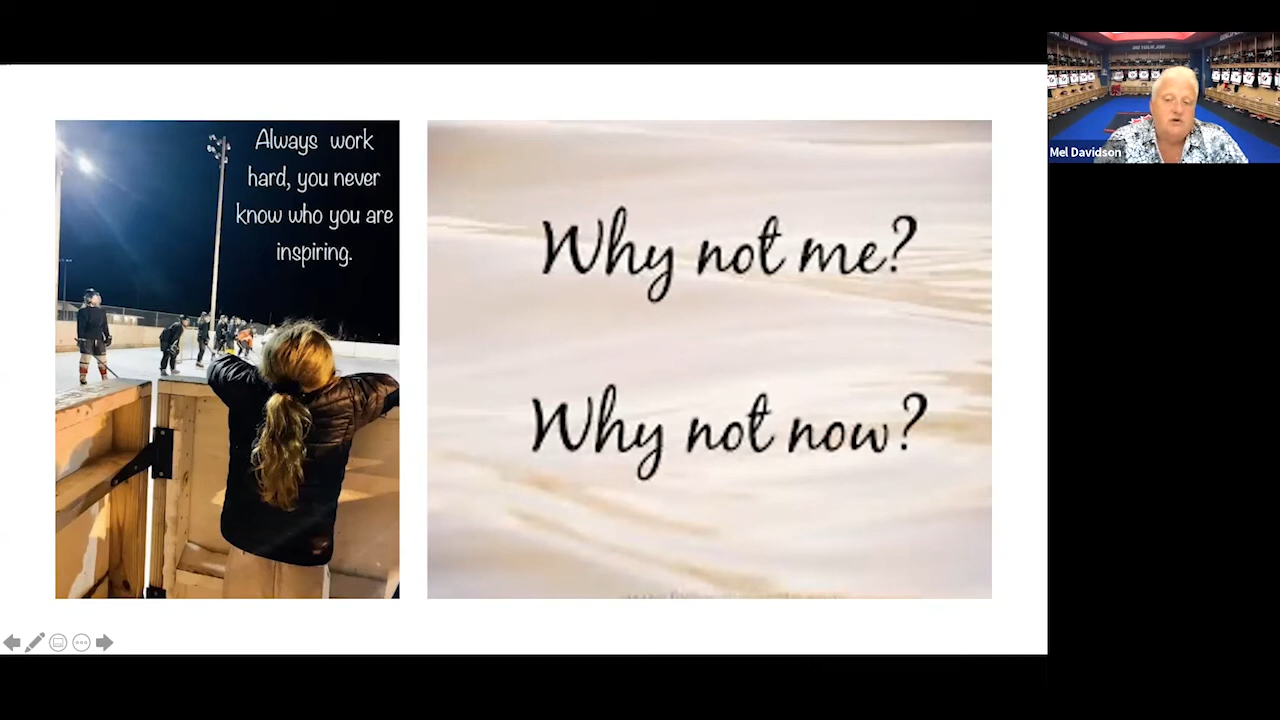 Always work
hard, you never
know who you are
inspiring.
Why not me?
Why not now?
Mel Davidson